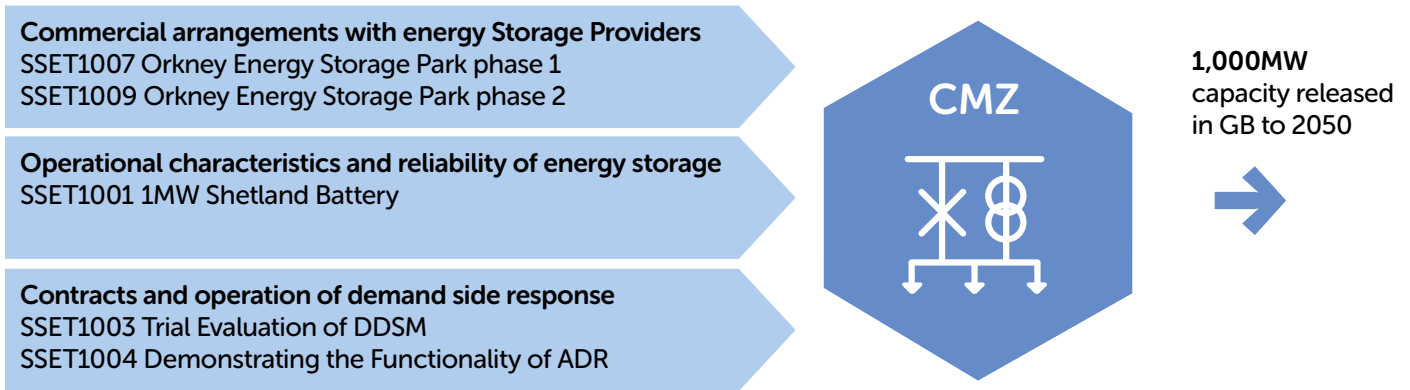 Commercial arrangements with energy Storage Providers
SSET1007 Orkney Energy Storage Park phase 1
SSET1009 Orkney Energy Storage Park phase 2
Operational characteristics and reliability of energy storage
SSET1001 1MW Shetland Battery
Contracts and operation of demand side response
SSET1003 Trial Evaluation of DDSM
SSET1004 Demonstrating the Functionality of ADR
CMZ
1,000MW
capacity released
in GB to 2050